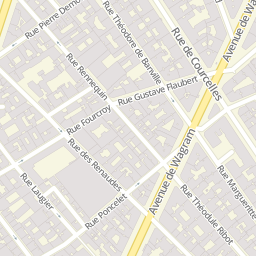 Rue Pierre Demo
Rue Théodore de Banville
Rue de Courcelles
Avenue de Wagram
Rue Rennequin
Rue Gustave Flaubert
Rue Fourcroy
Rue des Renaudes
Avenue de Wagram
Rue Laugier
Rue Poncelet
Rue Théodule Ribot
Rue Marguerite